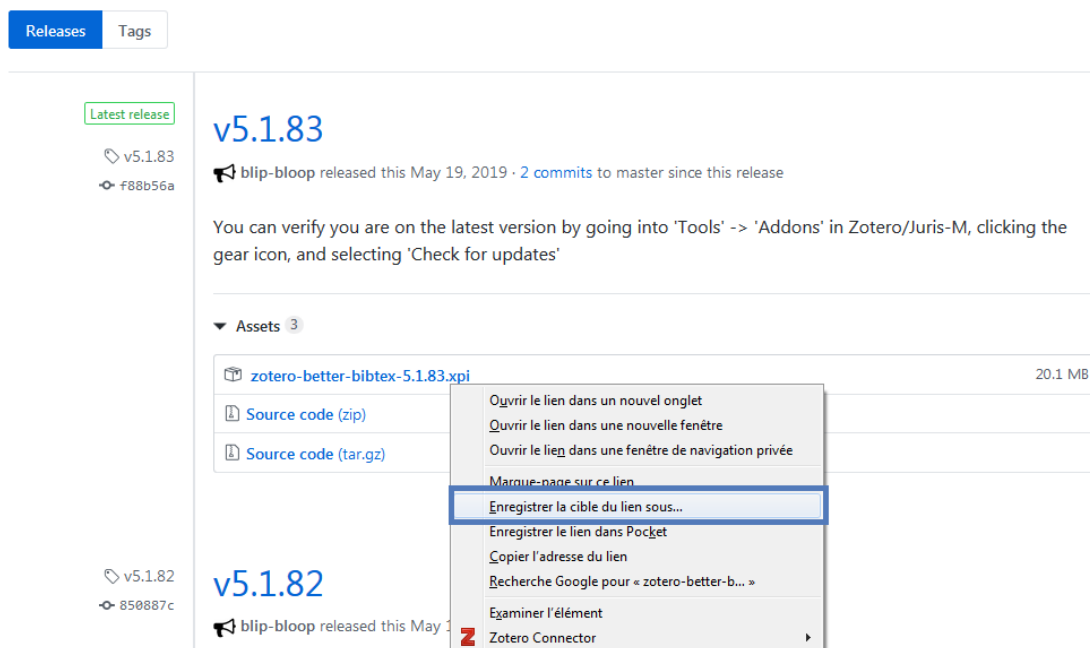 Releases
Tags
Latest release
v5.1.83
f88b56a
v5.1.83
blip-bloop released this May 19, 2019 · 2 commits to master since this release
You can verify you are on the latest version by going into 'Tools' -> 'Addons' in Zotero/Juris-M, clicking the
gear icon, and selecting 'Check for updates'
Assets 3
zotero-better-bibtex-5.1.83.xpi
20.1 MB
Source code (zip)
Source code (tar.gz)
Ouvrir le lien dans un nouvel onglet
Ouvrir le lien dans une nouvelle fenêtre
Ouvrir le lien dans une fenêtre de navigation privée
Marque-page sur ce lien
Enregistrer la cible du lien sous...
Enregistrer le lien dans Pocket
Copier l'adresse du lien
Recherche Google pour « zotero-better-b... »
Examiner l'élément
Zotero Connector
v5.1.82
850887c
v5.1.82
blip-bloop released this May